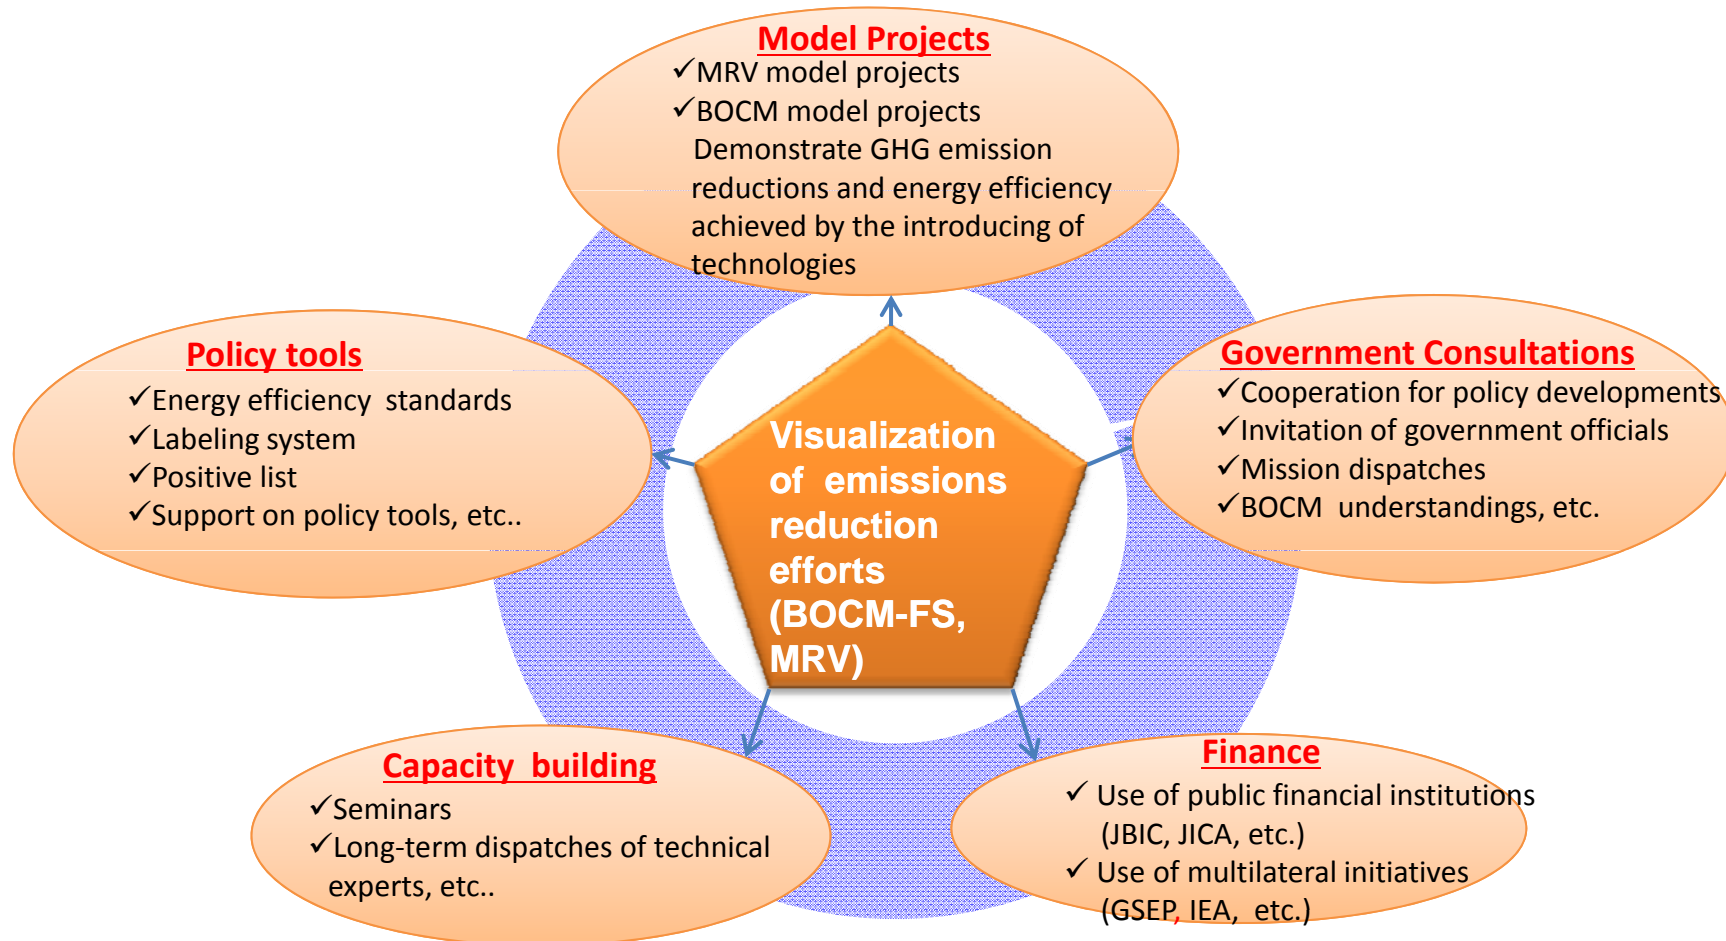 Model Projects
✓MRV model projects
✓BOCM model projects
Demonstrate GHG emission
reductions and energy efficiency
achieved by the introducing of
technologies
Policy tools
✓Energy efficiency  standards
✓Labeling system
✓Positive list
✓Support on policy tools, etc..
Government Consultations
✓Cooperation for policy developments
✓Invitation of government officials
✓Mission dispatches
✓BOCM  understandings, etc.
Visualization
of  emissions
reduction
efforts
(BOCM-FS,
MRV)
Capacity  building
✓Seminars
✓Long-term dispatches of technical
experts, etc..
Finance
✓ Use of public financial institutions
(JBIC, JICA, etc.)
✓ Use of multilateral initiatives
(GSEP, IEA,  etc.)